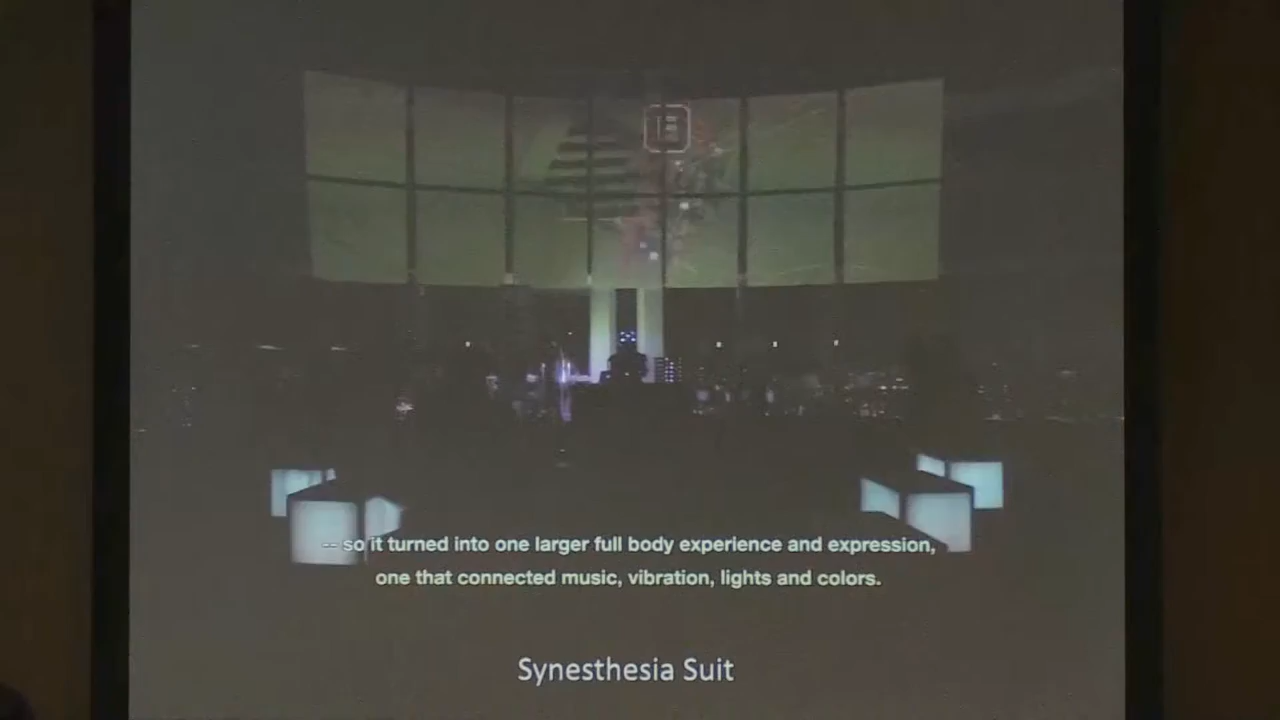 -- so it turned into one larger full body experience and expression,
one that connected music, vibration, lights and colors.
Synesthesia Suit